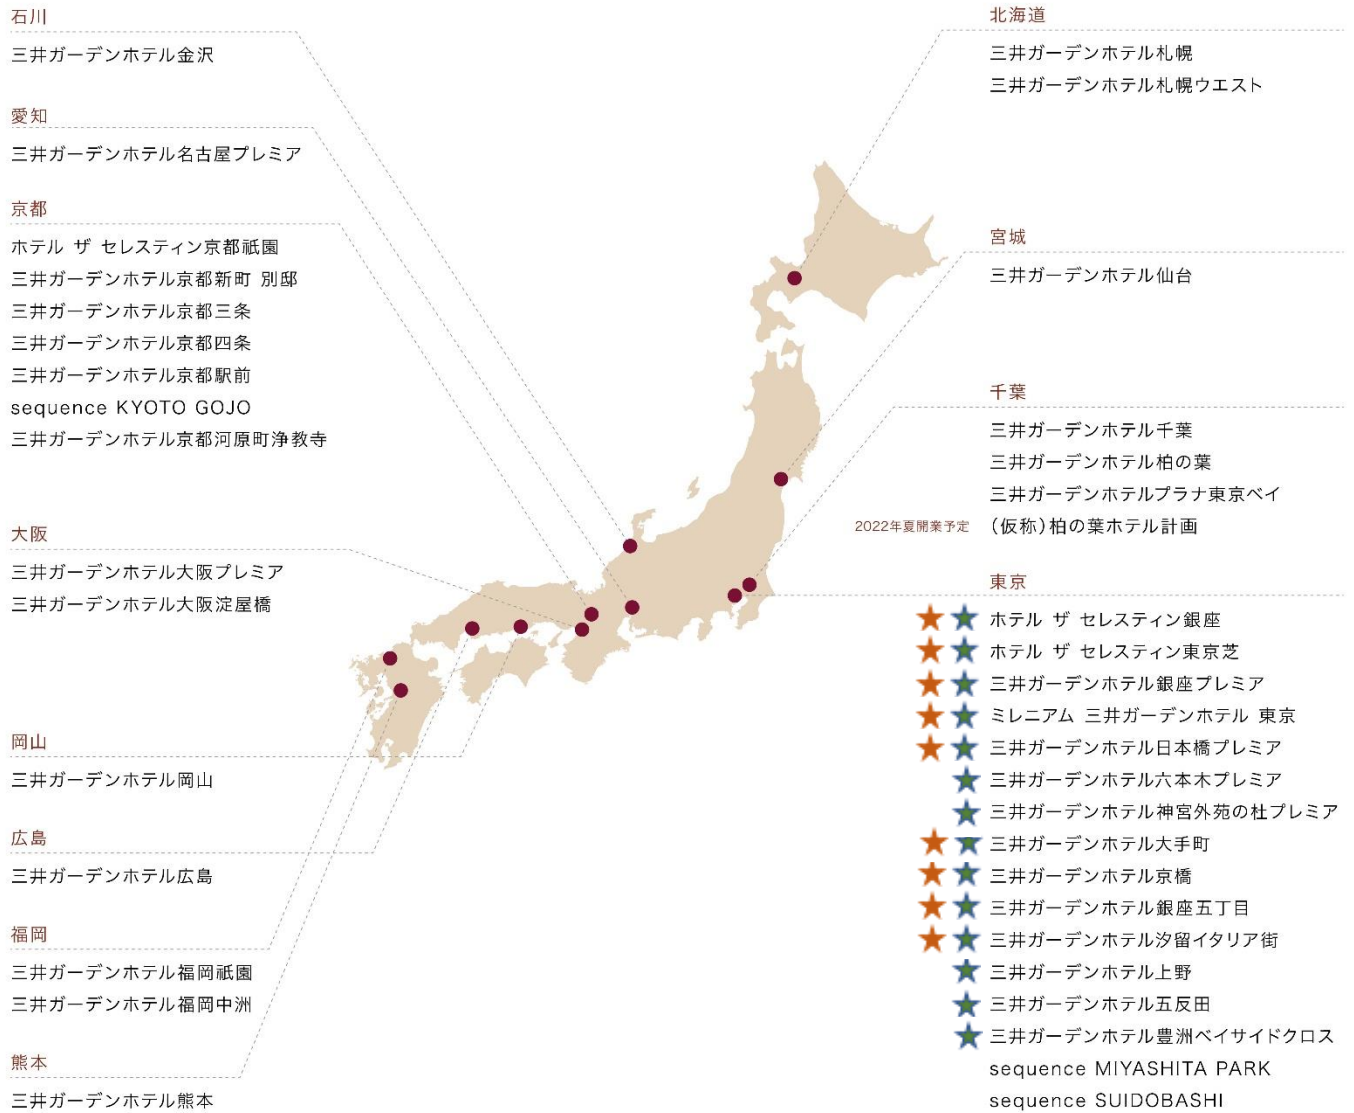 石川
三井ガーデンホテル金沢
愛知
三井ガーデンホテル名古屋プレミア
京都
ホテル ザ セレスティン京都祇園
三井ガーデンホテル京都新町 別邸
三井ガーデンホテル京都三条
三井ガーデンホテル京都四条
三井ガーデンホテル京都駅前
sequence KYOTO GOJO
三井ガーデンホテル京都河原町浄教寺
大阪
三井ガーデンホテル大阪プレミア
三井ガーデンホテル大阪淀屋橋
岡山
三井ガーデンホテル岡山
広島
三井ガーデンホテル広島
福岡
三井ガーデンホテル福岡祇園
三井ガーデンホテル福岡中洲
熊本
三井ガーデンホテル熊本
北海道
三井ガーデンホテル札幌
三井ガーデンホテル札幌ウエスト
宮城
三井ガーデンホテル仙台
千葉
三井ガーデンホテル千葉
三井ガーデンホテル柏の葉
三井ガーデンホテルプラナ東京ベイ
2022年夏開業予定 (仮称)柏の葉ホテル計画
東京
ホテル ザ セレスティン銀座
ホテル ザ セレスティン東京芝
三井ガーデンホテル銀座プレミア
ミレニアム 三井ガーデンホテル 東京
三井ガーデンホテル日本橋プレミア
三井ガーデンホテル六本木プレミア
三井ガーデンホテル神宮外苑の杜プレミア
三井ガーデンホテル大手町
三井ガーデンホテル京橋
三井ガーデンホテル銀座五丁目
三井ガーデンホテル汐留イタリア街
三井ガーデンホテル上野
三井ガーデンホテル五反田
三井ガーデンホテル豊洲ベイサイドクロス
sequence MIYASHITA PARK
sequence SUIDOBASHI